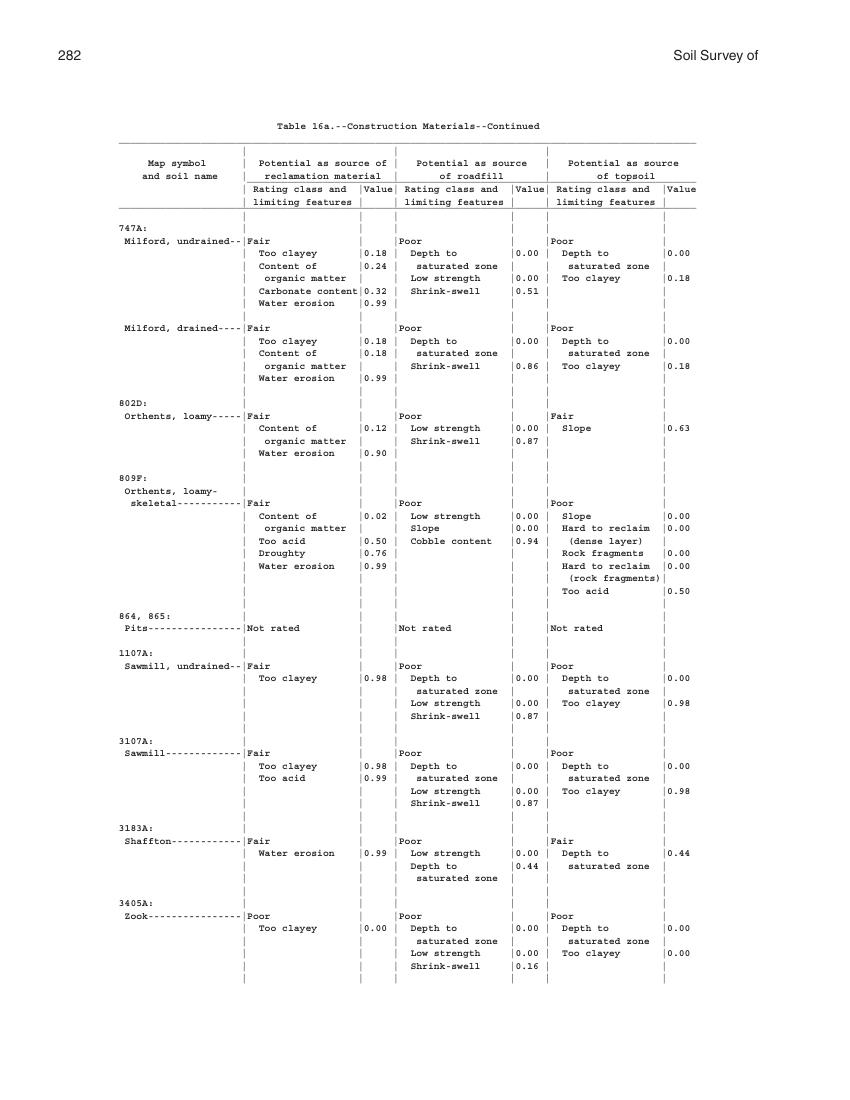 282 Soil Survey of
Table 16a.--Construction Materials--Continued
Map symbol | Potential as source of | Potential as source | Potential as source
and soil name | reclamation material | of roadfill | of topsoil
| Rating class and |Value| Rating class and |Value| Rating class and |Value
| limiting features | | limiting features | | limiting features |
747A:
Milford, undrained--|Fair | |Poor | |Poor |
| Too clayey |0.18 | Depth to |0.00 | Depth to |0.00
| Content of |0.24 | saturated zone | | saturated zone |
| organic matter | | Low strength |0.00 | Too clayey |0.18
| Carbonate content|0.32 | Shrink-swell |0.51 | |
| Water erosion |0.99 | | | |
Milford, drained----|Fair | |Poor | |Poor |
| Too clayey |0.18 | Depth to |0.00 | Depth to |0.00
| Content of |0.18 | saturated zone | | saturated zone |
| organic matter | | Shrink-swell |0.86 | Too clayey |0.18
| Water erosion |0.99 | | | |
802D:
Orthents, loamy-----|Fair | |Poor | |Fair |
| Content of |0.12 | Low strength |0.00 | Slope |0.63
| organic matter | | Shrink-swell |0.87 | |
| Water erosion |0.90 | | | |
809F:
Orthents, loamy-
skeletal-----------|Fair | |Poor | |Poor |
| Content of |0.02 | Low strength |0.00 | Slope |0.00
| organic matter | | Slope |0.00 | Hard to reclaim |0.00
| Too acid |0.50 | Cobble content |0.94 | (dense layer) |
| Droughty |0.76 | | | Rock fragments |0.00
| Water erosion |0.99 | | | Hard to reclaim |0.00
| | | | | (rock fragments)|
| | | | | Too acid |0.50
864, 865:
Pits----------------|Not rated | |Not rated | |Not rated |
1107A:
Sawmill, undrained--|Fair | |Poor | |Poor |
| Too clayey |0.98 | Depth to |0.00 | Depth to |0.00
| | | saturated zone | | saturated zone |
| | | Low strength |0.00 | Too clayey |0.98
| | | Shrink-swell |0.87 | |
3107A:
Sawmill-------------|Fair | |Poor | |Poor |
| Too clayey |0.98 | Depth to |0.00 | Depth to |0.00
| Too acid |0.99 | saturated zone | | saturated zone |
| | | Low strength |0.00 | Too clayey |0.98
| | | Shrink-swell |0.87 | |
3183A:
Shaffton------------|Fair | |Poor | |Fair |
| Water erosion |0.99 | Low strength |0.00 | Depth to |0.44
| | | Depth to |0.44 | saturated zone |
| | | saturated zone | | |
3405A:
Zook----------------|Poor | |Poor | |Poor |
| Too clayey |0.00 | Depth to |0.00 | Depth to |0.00
| | | saturated zone | | saturated zone |
| | | Low strength |0.00 | Too clayey |0.00
| | | Shrink-swell |0.16 | |